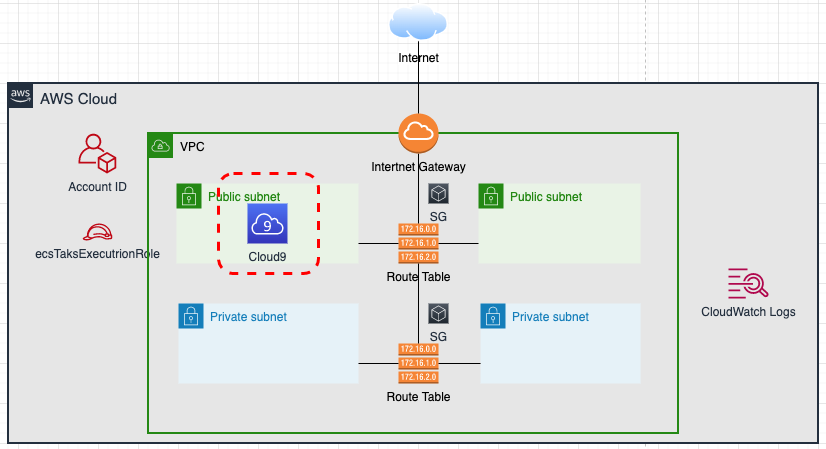 Internet
aws
AWS Cloud
VPC
Account ID
Intertnet Gateway
Public subnet
SG
Public subnet
9
Cloud9
172.16.0.0
172.16.1.0
172.16.2.0
Route Table
ecsTaksExecutrionRole
CloudWatch Logs
Private subnet
SG
Private subnet
172.16.0.0
172.16.1.0
172.16.2.0
Route Table